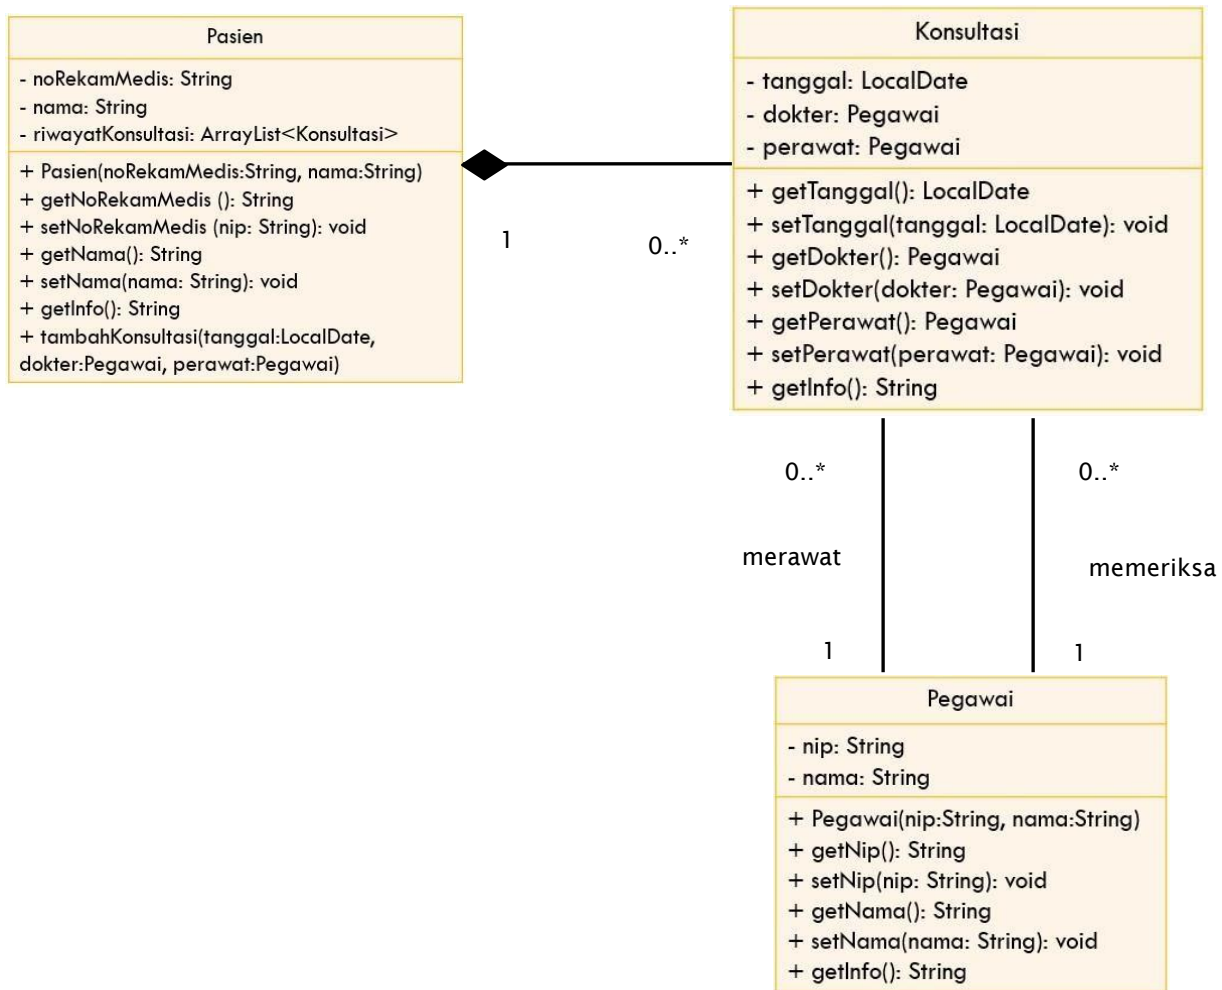 Pasien
- noRekamMedis: String
- nama: String
- riwayatKonsultasi: ArrayList<Konsultasi>
+ Pasien(noRekamMedis:String, nama:String)
+ getNoRekamMedis (): String
+ setNoRekamMedis (nip: String): void
+ getNama(): String
+ setNama(nama: String): void
+ getInfo(): String
+ tambahKonsultasi(tanggal:LocalDate,
dokter:Pegawai, perawat:Pegawai)
1
0..*
Konsultasi
- tanggal: LocalDate
- dokter: Pegawai
- perawat: Pegawai
+ getTanggal(): LocalDate
+ setTanggal(tanggal: LocalDate): void
+ getDokter(): Pegawai
+ setDokter(dokter: Pegawai): void
+ getPerawat(): Pegawai
+ setPerawat(perawat: Pegawai): void
+ getInfo(): String
0..*
0..*
merawat
memeriksa
1
1
Pegawai
- nip: String
- nama: String
+ Pegawai(nip:String, nama:String)
+ getNip(): String
+ setNip(nip: String): void
+ getNama(): String
+ setNama(nama: String): void
+ getInfo(): String